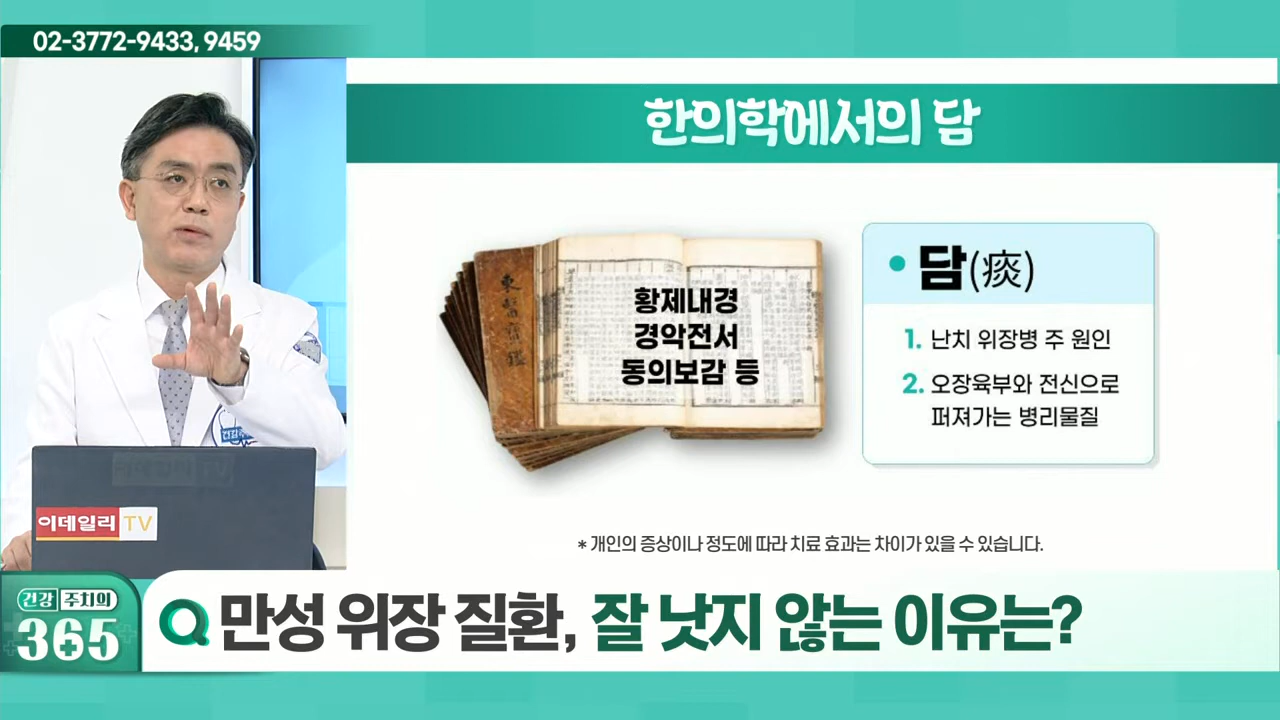 02-3772-9433, 9459
한의학에서의 담
東醫寶鑑
황제내경
경악전서
동의보감 등
• 담(痰)
1. 난치 위장병 주 원인
2. 오장육부와 전신으로
퍼져가는 병리물질
이데일리 TV
* 개인의 증상이나 정도에 따라 치료 효과는 차이가 있을 수 있습니다.
건강 주치의
365
Q 만성 위장 질환, 잘 낫지 않는 이유는?